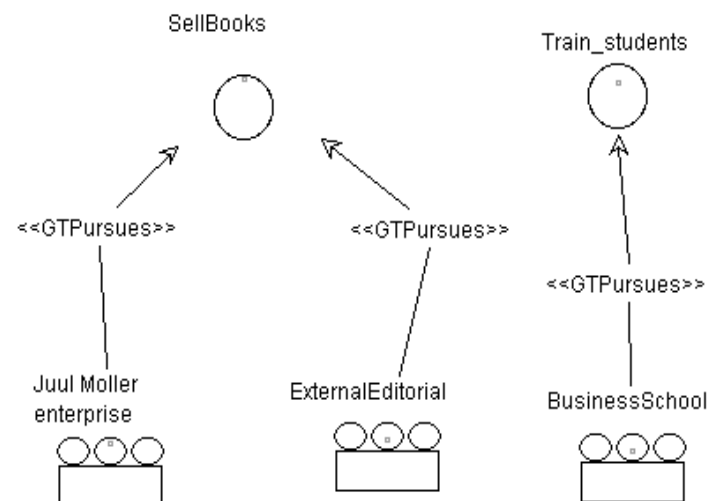 SellBooks
Train_students
<<GTPursues>>
<<GTPursues>>
<<GTPursues>>
Juul Moller
enterprise
ExternalEditorial
BusinessSchool